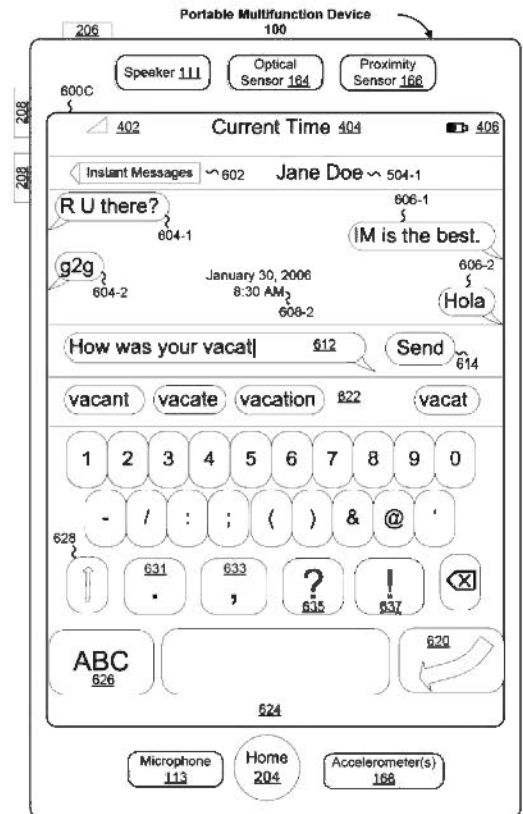 Portable Multifunction Device
100
206
Speaker 111
Optical
Sensor 164
Proximity
Sensor 166
600C
208
208
402
Current Time 404
406
Instant Messages
602
Jane Doe
504-1
R U there?
604-1
606-1
IM is the best.
g2g
604-2
January 30, 2006
8:30 AM
608-2
606-2
Hola
How was your vacat
612
Send
614
vacant vacate vacation 622 vacat
1 2 3 4 5 6 7 8 9 0
- / : ; ( ) & @ '
628
631
.
633
,
?
635
!
637
ABC
626
620
624
Microphone
113
Home
204
Accelerometer(s)
168